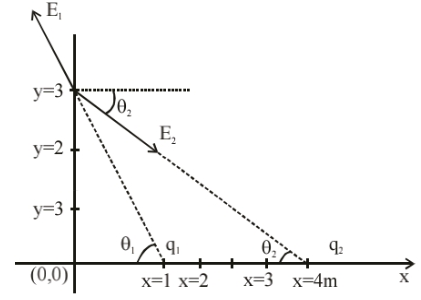 E₁
y=3
θ₂
E₂
y=2
y=3
θ₁ q₁ θ₂ q₂
(0,0) x=1 x=2 x=3 x=4m x